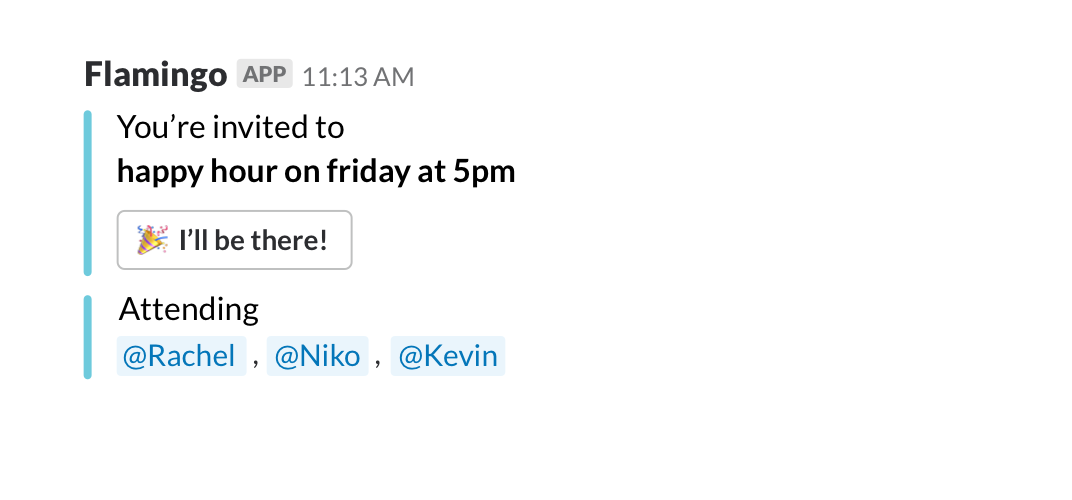 Flamingo APP 11:13 AM
You’re invited to
happy hour on friday at 5pm
🎉 I’ll be there!
Attending
@Rachel , @Niko , @Kevin